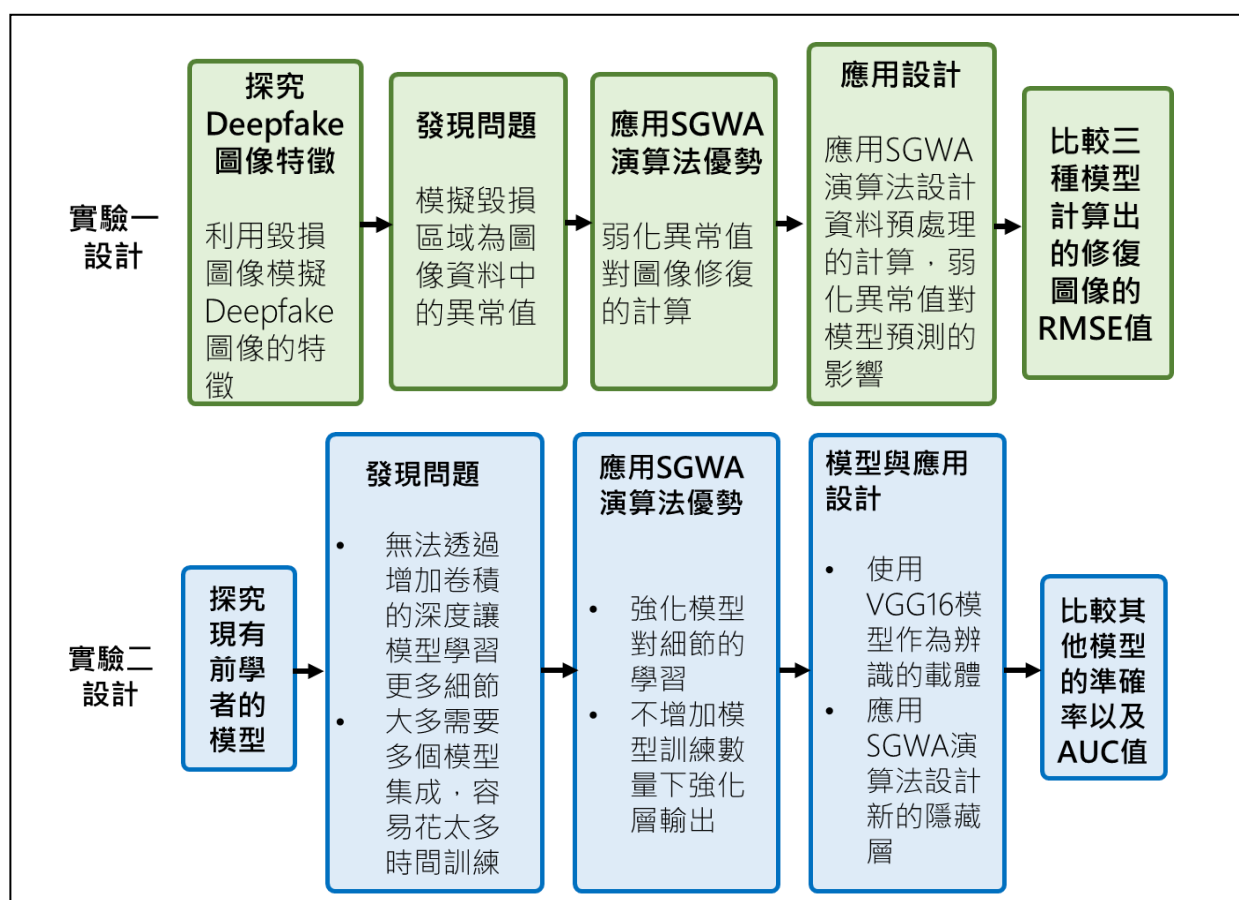 實驗一
設計
探究
Deepfake
圖像特徵
利用毀損
圖像模擬
Deepfake
圖像的特
徵
發現問題
模擬毀損
區域為圖
像資料中
的異常值
應用SGWA
演算法優勢
弱化異常值
對圖像修復
的計算
應用設計
應用SGWA
演算法設計
資料預處理
的計算，弱
化異常值對
模型預測的
影響
比較三
種模型
計算出
的修復
圖像的
RMSE值
實驗二
設計
探究
現有
前學
者的
模型
發現問題
• 無法透過
增加卷積
的深度讓
模型學習
更多細節
• 大多需要
多個模型
集成，容
易花太多
時間訓練
應用SGWA
演算法優勢
• 強化模型
對細節的
學習
• 不增加模
型訓練數
量下強化
層輸出
模型與應用
設計
• 使用
VGG16模
型作為辨
識的載體
• 應用
SGWA演
算法設計
新的隱藏
層
比較其
他模型
的準確
率以及
AUC值